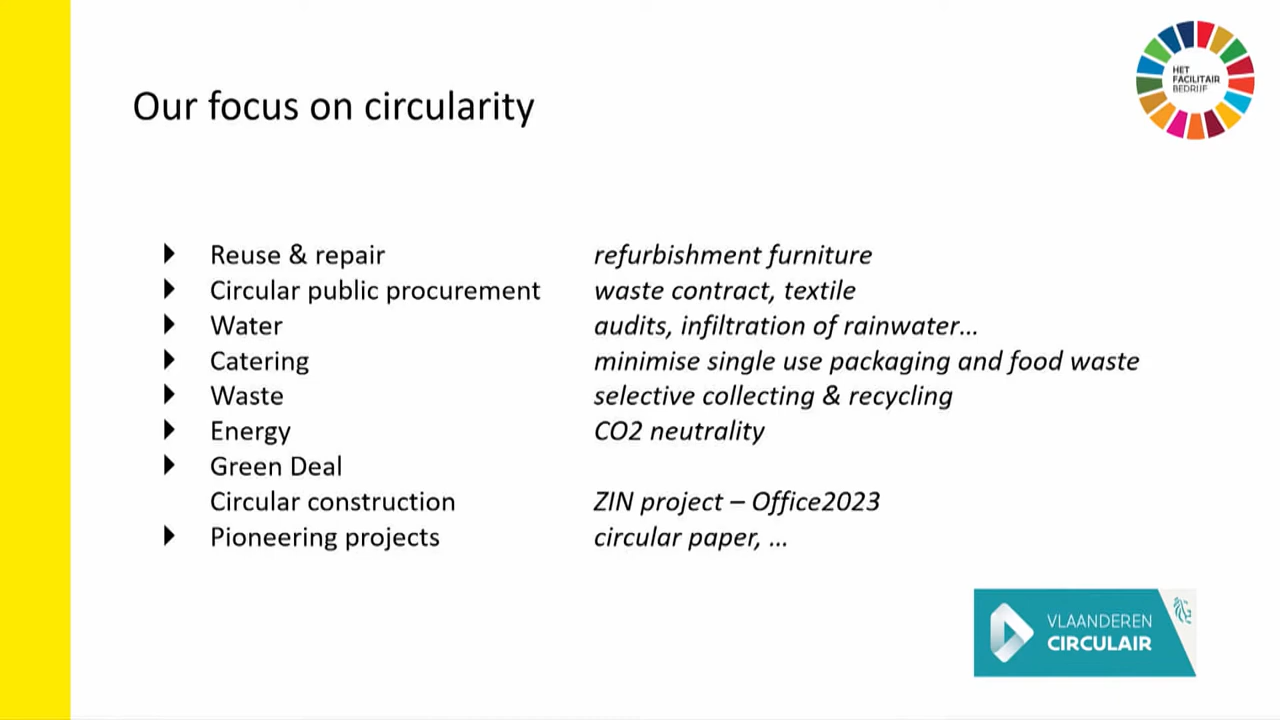 HET
FACILITAIR
BEDRIJF
Our focus on circularity
Reuse & repair refurbishment furniture
Circular public procurement waste contract, textile
Water audits, infiltration of rainwater...
Catering minimise single use packaging and food waste
Waste selective collecting & recycling
Energy CO2 neutrality
Green Deal
Circular construction ZIN project – Office2023
Pioneering projects circular paper, ...
VLAANDEREN
CIRCULAIR